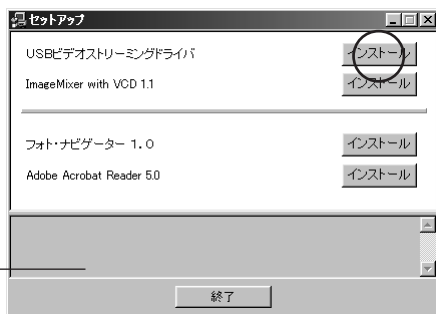 セットアップ
USBビデオストリーミングドライバ インストール
ImageMixer with VCD 1.1 インストール
フォト・ナビゲーター 1.0 インストール
Adobe Acrobat Reader 5.0 インストール
終了